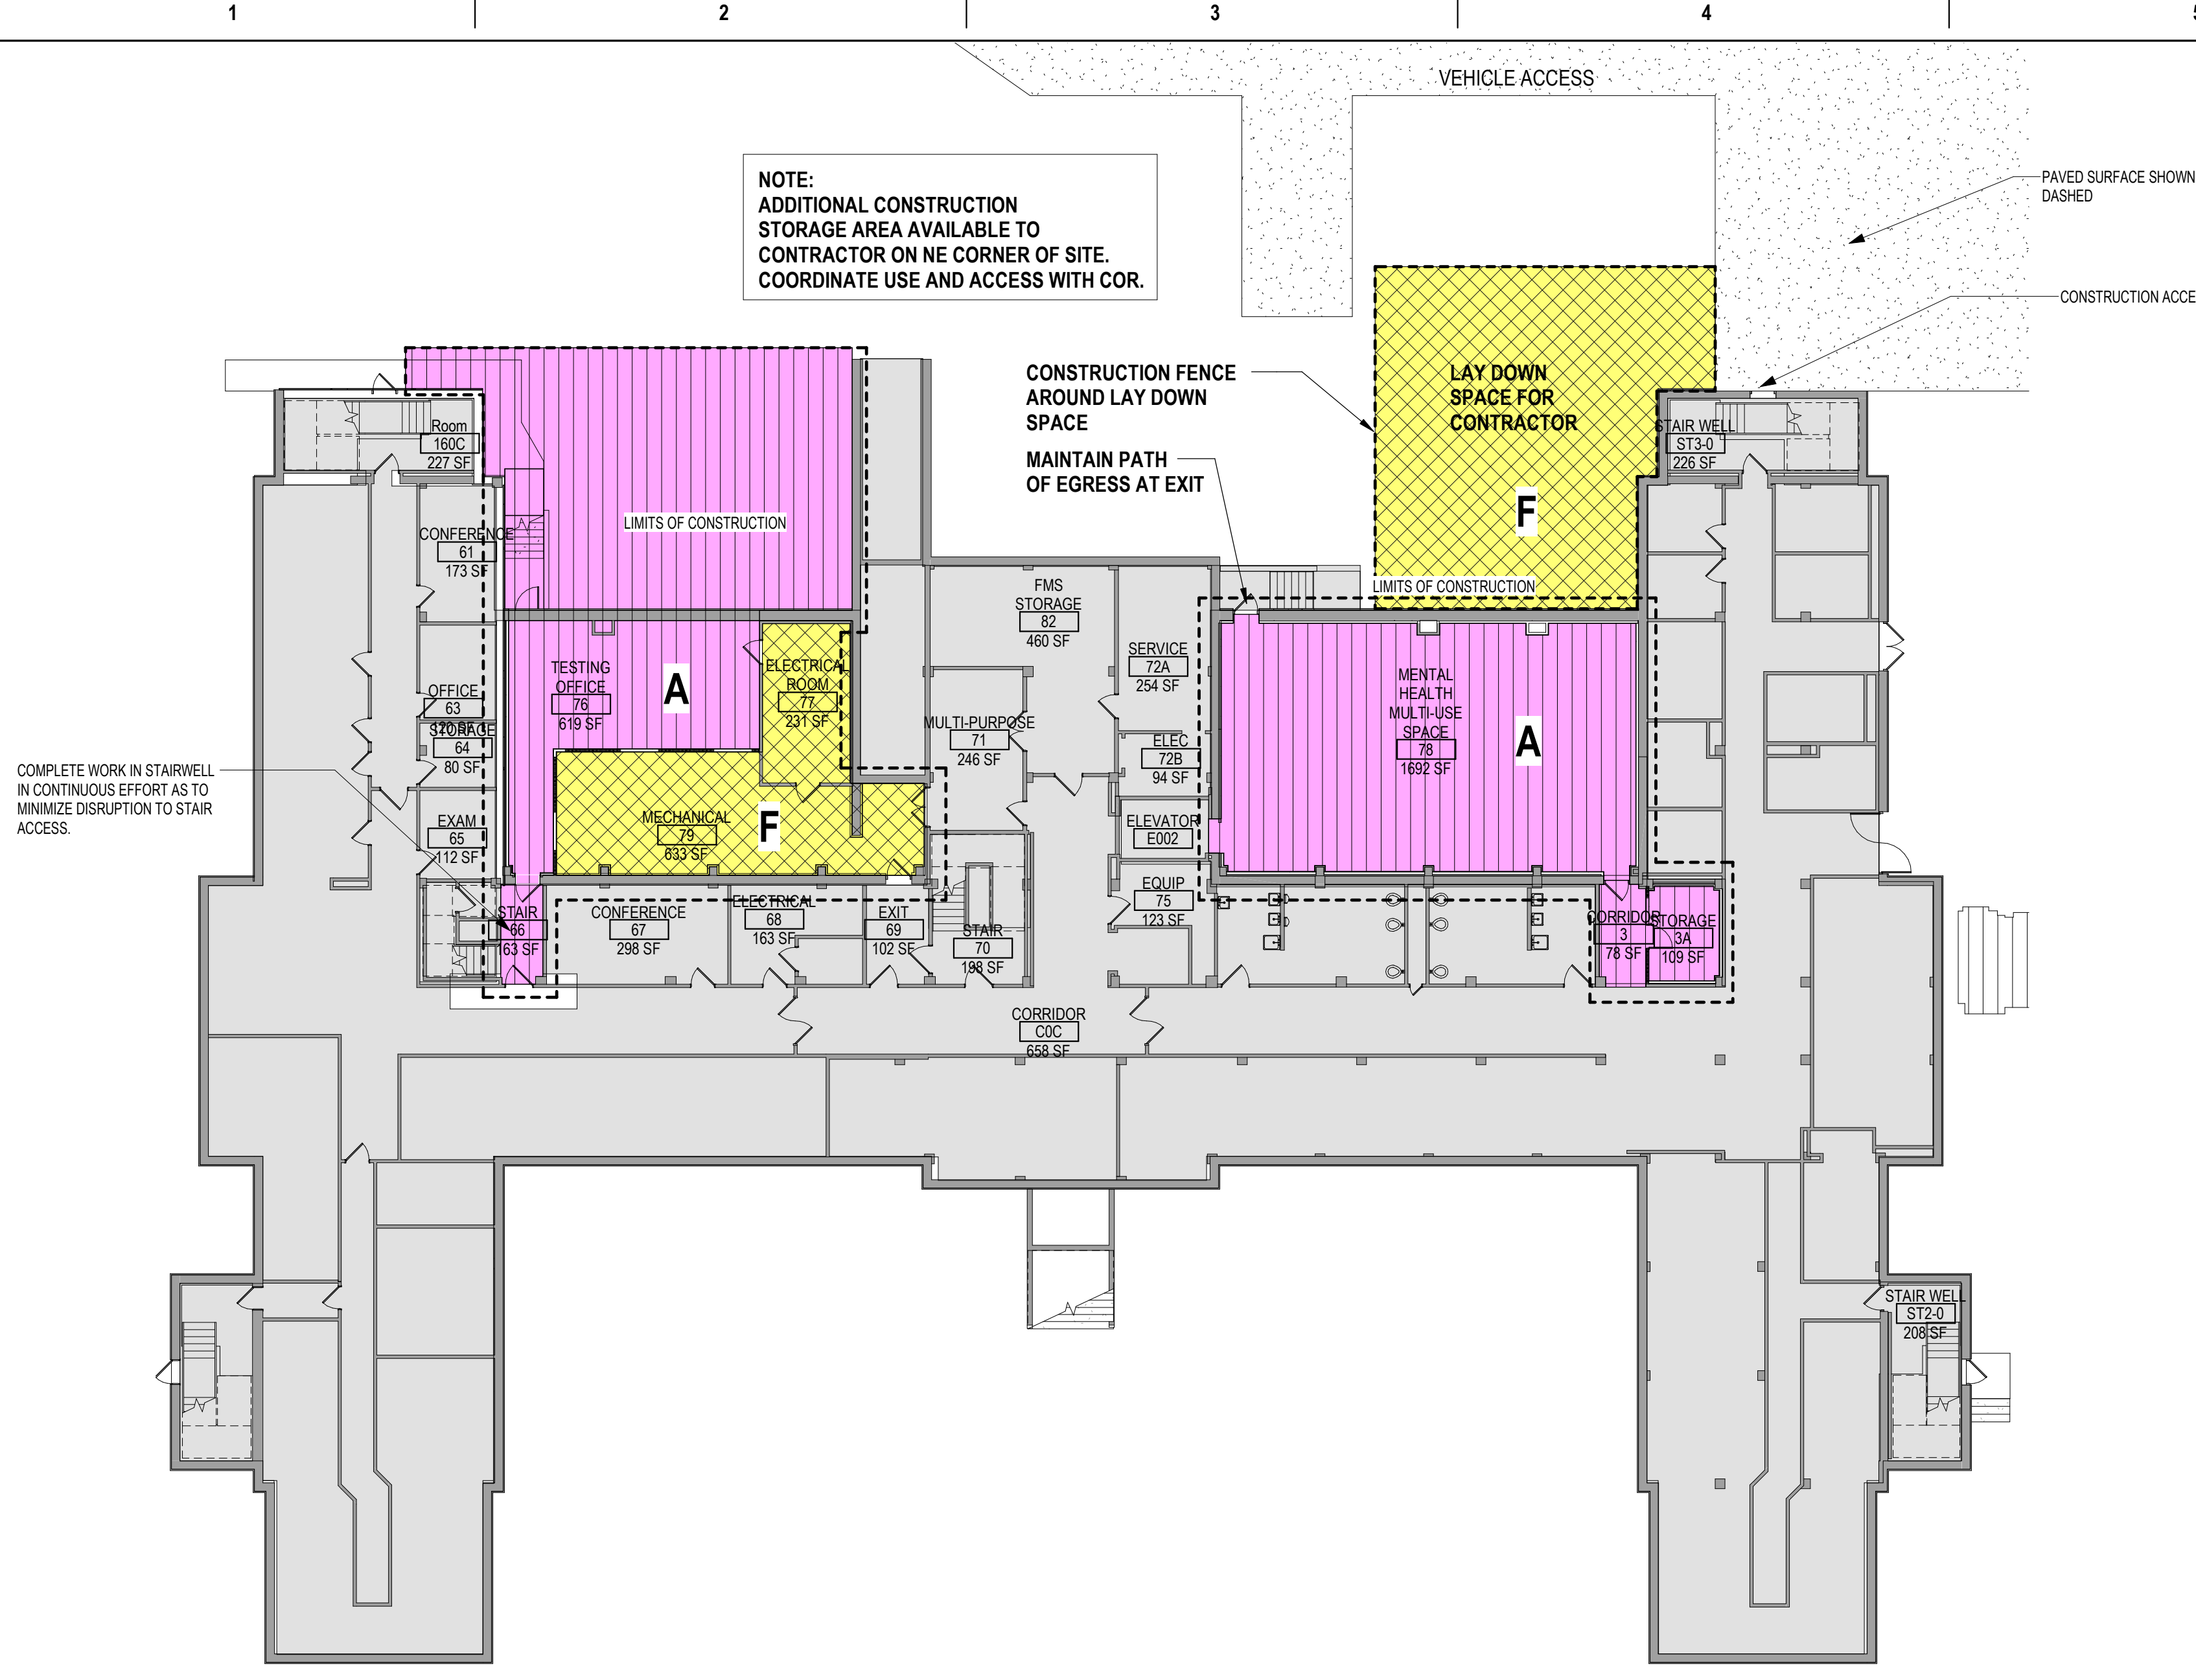 1
2
3
4
VEHICLE ACCESS
NOTE:
ADDITIONAL CONSTRUCTION
STORAGE AREA AVAILABLE TO
CONTRACTOR ON NE CORNER OF SITE.
COORDINATE USE AND ACCESS WITH COR.
PAVED SURFACE SHOWN
DASHED
CONSTRUCTION
CONSTRUCTION FENCE
AROUND LAY DOWN
SPACE
MAINTAIN PATH
OF EGRESS AT EXIT
LAY DOWN
SPACE FOR
CONTRACTOR
F
LIMITS OF CONSTRUCTION
STAIR WELL
ST3-0
226 SF
Room
160C
227 SF
LIMITS OF CONSTRUCTION
CONFERENCE
61
173 SF
OFFICE
63
120 SF
STORAGE
64
80 SF
EXAM
65
112 SF
COMPLETE WORK IN STAIRWELL
IN CONTINUOUS EFFORT AS TO
MINIMIZE DISRUPTION TO STAIR
ACCESS.
TESTING
OFFICE
76
619 SF
A
ELECTRICAL
ROOM
77
231 SF
MECHANICAL
79
633 SF
F
FMS
STORAGE
82
460 SF
SERVICE
72A
254 SF
MULTI-PURPOSE
71
246 SF
ELEC
72B
94 SF
ELEVATOR
E002
EQUIP
75
123 SF
MENTAL
HEALTH
MULTI-USE
SPACE
78
1692 SF
A
STAIR
66
63 SF
CONFERENCE
67
298 SF
ELECTRICAL
68
163 SF
EXIT
69
102 SF
STAIR
70
198 SF
CORRIDOR
3
78 SF
STORAGE
3A
109 SF
CORRIDOR
C0C
658 SF
STAIR WELL
ST2-0
208 SF